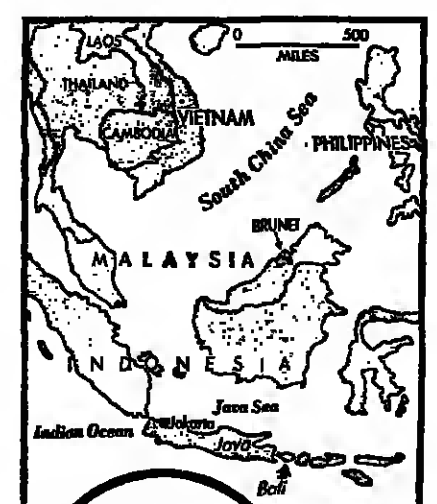 LAOS
0 500
MILES
THAILAND
VIETNAM
CAMBODIA
South China Sea
PHILIPPINES
BRUNEI
MALAYSIA
INDONESIA
Java Sea
Jakarta
Indian Ocean
Java
Bali